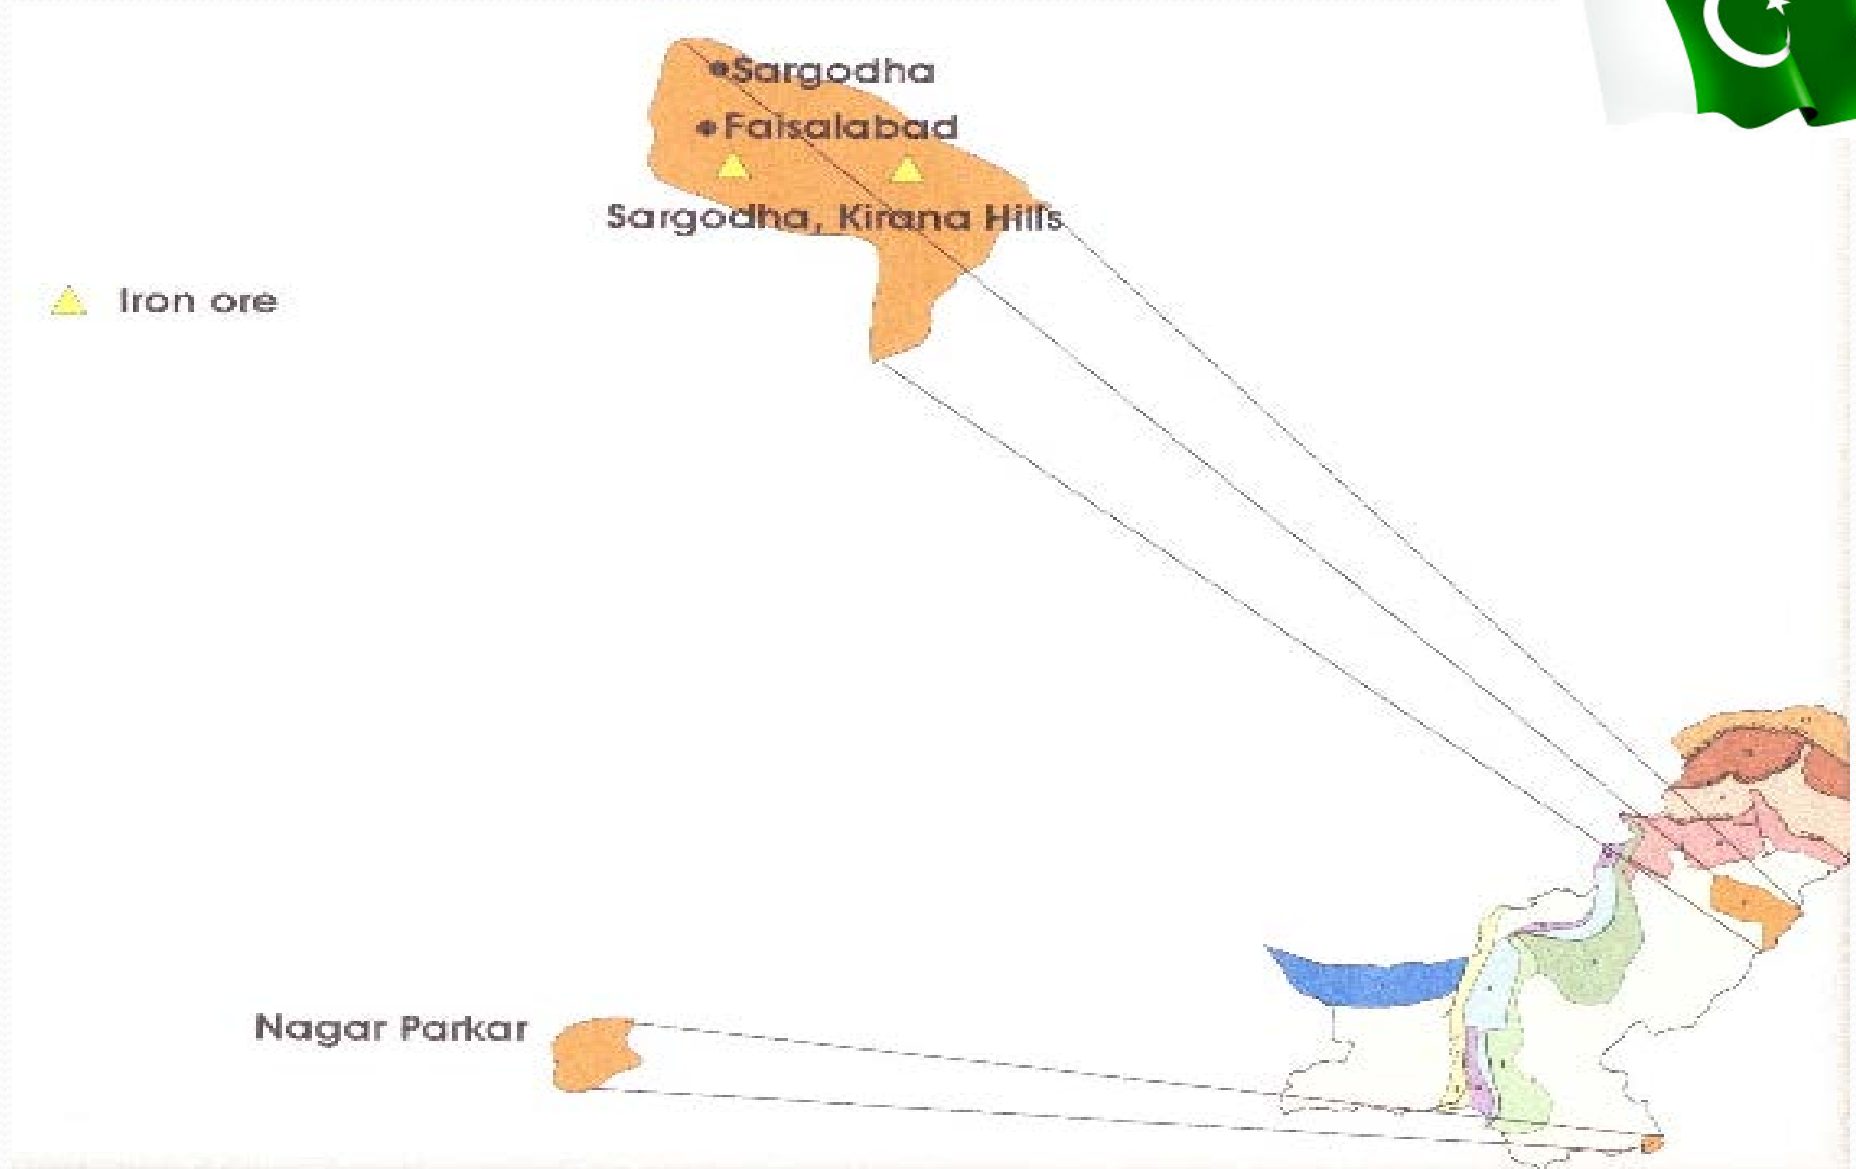 Sargodha
Faisalabad
Sargodha, Kirana Hills
Iron ore
Nagar Parkar